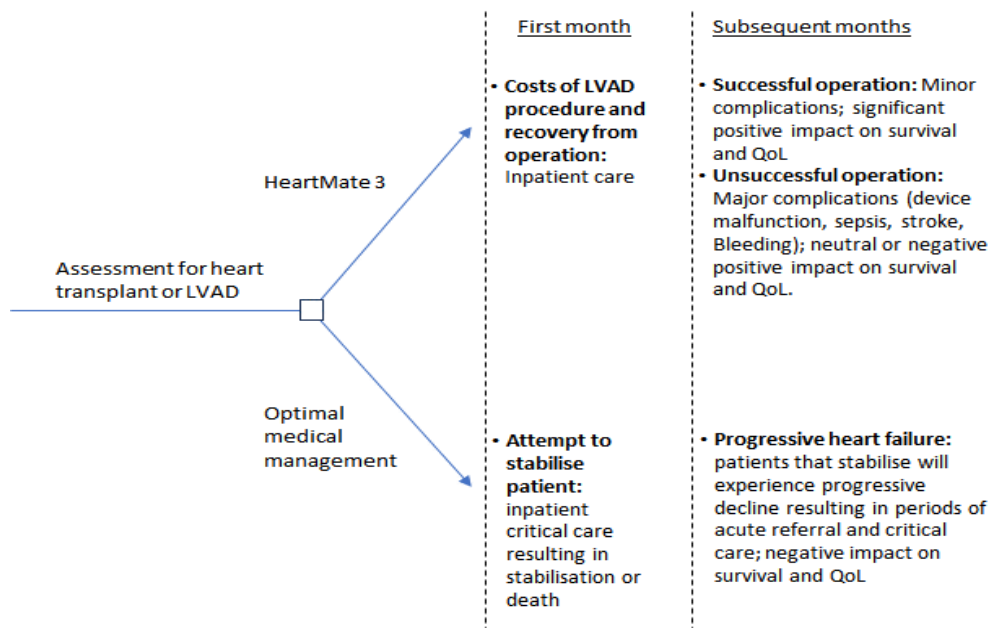 First month
Subsequent months
• Costs of LVAD
procedure and
recovery from
operation:
Inpatient care
• Successful operation: Minor
complications; significant
positive impact on survival
and QoL
• Unsuccessful operation:
Major complications (device
malfunction, sepsis, stroke,
Bleeding); neutral or negative
positive impact on survival
and QoL.
HeartMate 3
Assessment for heart
transplant or LVAD
Optimal
medical
management
• Attempt to
stabilise
patient:
inpatient
critical care
resulting in
stabilisation or
death
• Progressive heart failure:
patients that stabilise will
experience progressive
decline resulting in periods of
acute referral and critical
care; negative impact on
survival and QoL